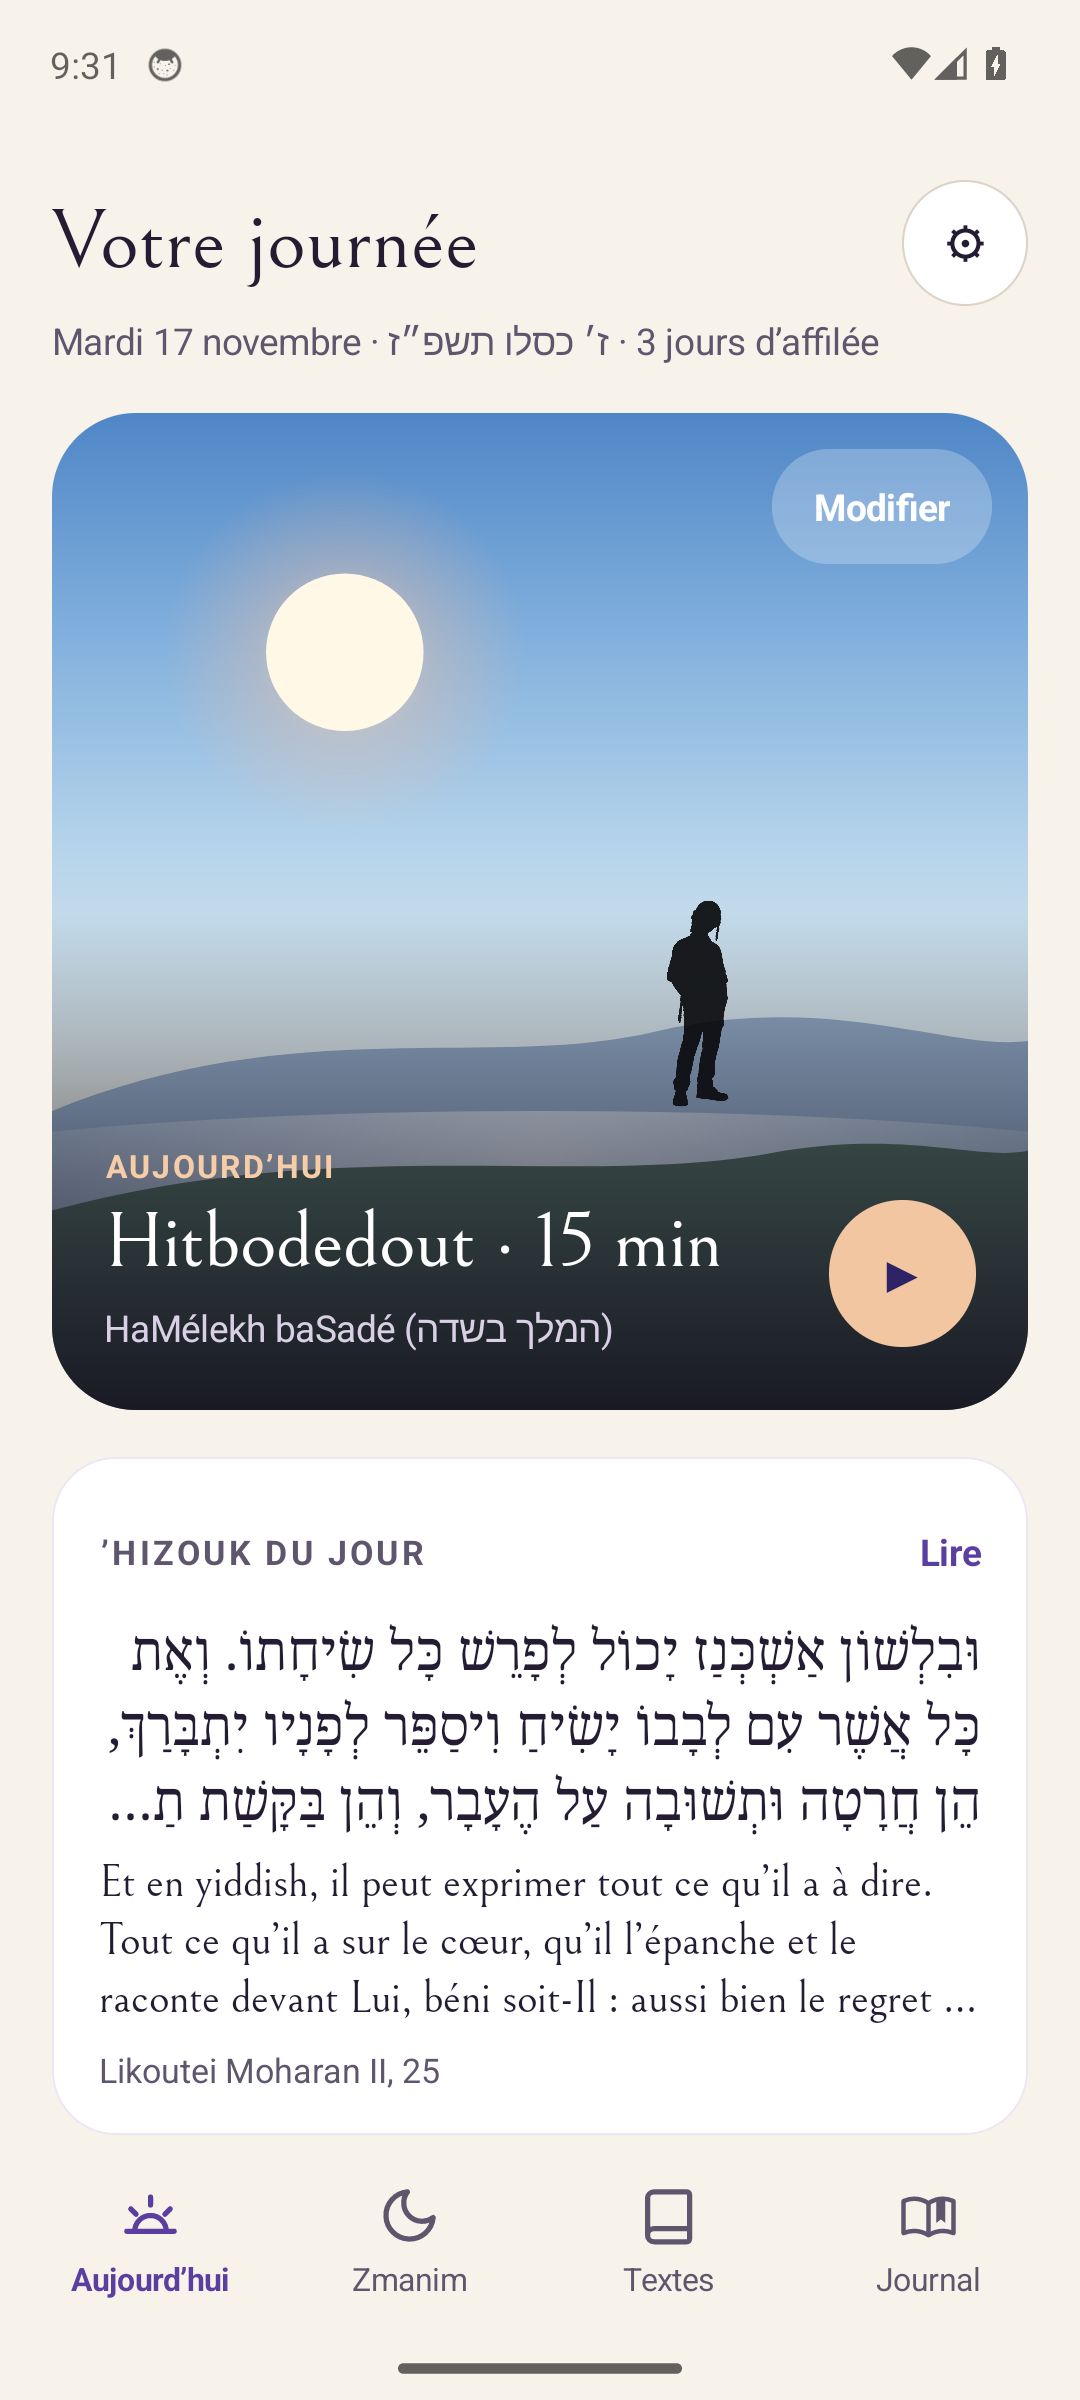 9:31
Votre journée
Mardi 17 novembre · ז׳ כסלו תשפ״ז · 3 jours d’affilée
Modifier
AUJOURD’HUI
Hitbodedout · 15 min
HaMélekh baSadé (המלך בשדה)
’HIZOUK DU JOUR
Lire
וּבִלְשׁוֹן אַשְׁכְּנַז יָכוֹל לְפָרֵשׁ כָּל שִׂיחָתוֹ. וְאֶת
כָּל אֲשֶׁר עִם לְבָבוֹ יָשִׂיחַ וִיסַפֵּר לְפָנָיו יִתְבָּרַךְ,
הֵן חֲרָטָה וּתְשׁוּבָה עַל הֶעָבָר, וְהֵן בַּקָּשַׁת תַ...
Et en yiddish, il peut exprimer tout ce qu’il a à dire.
Tout ce qu’il a sur le cœur, qu’il l’épanche et le
raconte devant Lui, béni soit-Il : aussi bien le regret ...
Likoutei Moharan II, 25
Aujourd’hui
Zmanim
Textes
Journal